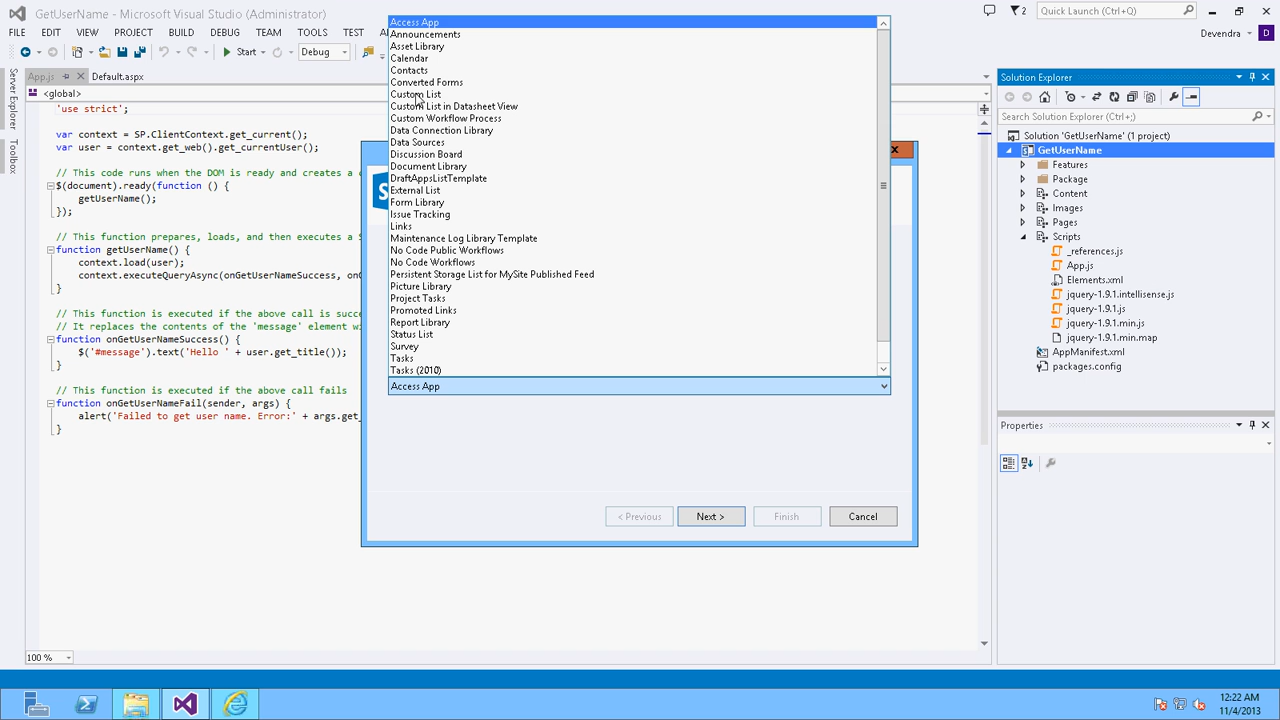 GetUserName - Microsoft Visual Studio (Administrator)
2
Quick Launch (Ctrl+Q)
FILE EDIT VIEW PROJECT BUILD DEBUG TEAM TOOLS TEST
Devendra D
Start Debug
App.js Default.aspx
<global>
Server Explorer
Toolbox
'use strict';
var context = SP.ClientContext.get_current();
var user = context.get_web().get_currentUser();
// This code runs when the DOM is ready and creates a
$(document).ready(function () {
getUserName();
});
// This function prepares, loads, and then executes a
function getUserName() {
context.load(user);
context.executeQueryAsync(onGetUserNameSuccess,
}
// This function is executed if the above call is
// It replaces the contents of the 'message' element
function onGetUserNameSuccess() {
$('#message').text('Hello ' + user.get_title());
}
// This function is executed if the above call fails
function onGetUserNameFail(sender, args) {
alert('Failed to get user name. Error:' + args.get_
}
100 %
Access App
Announcements
Asset Library
Calendar
Contacts
Converted Forms
Custom List
Custom List in Datasheet View
Custom Workflow Process
Data Connection Library
Data Sources
Discussion Board
Document Library
DraftAppsListTemplate
External List
Form Library
Issue Tracking
Links
Maintenance Log Library Template
No Code Public Workflows
No Code Workflows
Persistent Storage List for MySite Published Feed
Picture Library
Project Tasks
Promoted Links
Report Library
Status List
Survey
Tasks
Tasks (2010)
Access App
< Previous Next > Finish Cancel
Solution Explorer
Search Solution Explorer (Ctrl+;)
Solution 'GetUserName' (1 project)
GetUserName
Features
Package
Content
Images
Pages
Scripts
_references.js
App.js
Elements.xml
jquery-1.9.1.intellisense.js
jquery-1.9.1.js
jquery-1.9.1.min.js
jquery-1.9.1.min.map
AppManifest.xml
packages.config
Properties
12:22 AM
11/4/2013